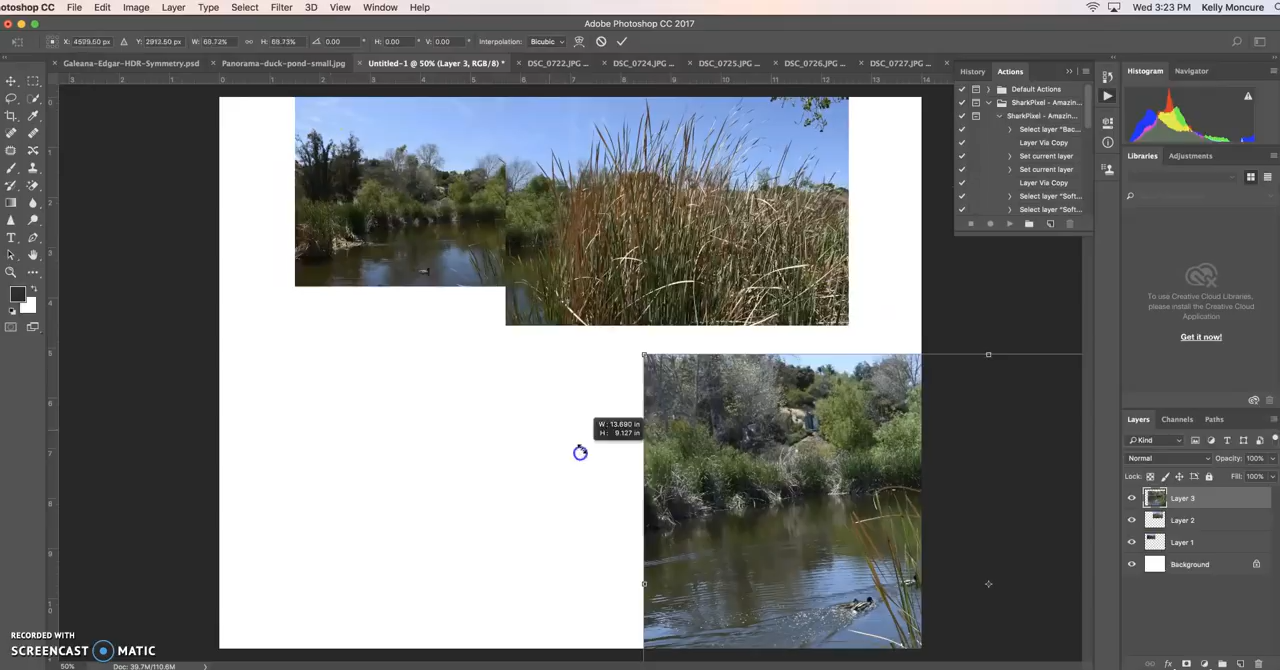 otoshop CC File Edit Image Layer Type Select Filter 3D View Window Help Wed 3:23 PM Kelly Moncure
Adobe Photoshop CC 2017
X: 4599.50 px Y: 2913.50 px W: 69.72% H: 69.73% 0.00 H: 0.00 V: 0.00 Interpolation: Bicubic
Galeana-Edgar-HDR-Symmetry.psd Panorama-duck-pond-small.jpg Untitled-1 @ 50% (Layer 3, RGB/8) * DSC_0722.JPG ... DSC_0724.JPG ... DSC_0725.JPG ... DSC_0726.JPG ... DSC_0727.JPG ...
History Actions
Default Actions
SharkPixel - Amazin...
SharkPixel - Amazin...
Select layer "Bac...
Layer Via Copy
Set current layer
Set current layer
Layer Via Copy
Select layer "Soft...
Select layer "Soft...
Histogram Navigator
Libraries Adjustments
To use Creative Cloud Libraries,
please install the Creative Cloud
Application
Get it now!
W: 13.690 in
H: 9.127 in
Layers Channels Paths
Kind
Normal Opacity: 100%
Lock: Fill: 100%
Layer 3
Layer 2
Layer 1
Background
RECORDED WITH
SCREENCAST MATIC
50% Doc: 39.7M/110.6M